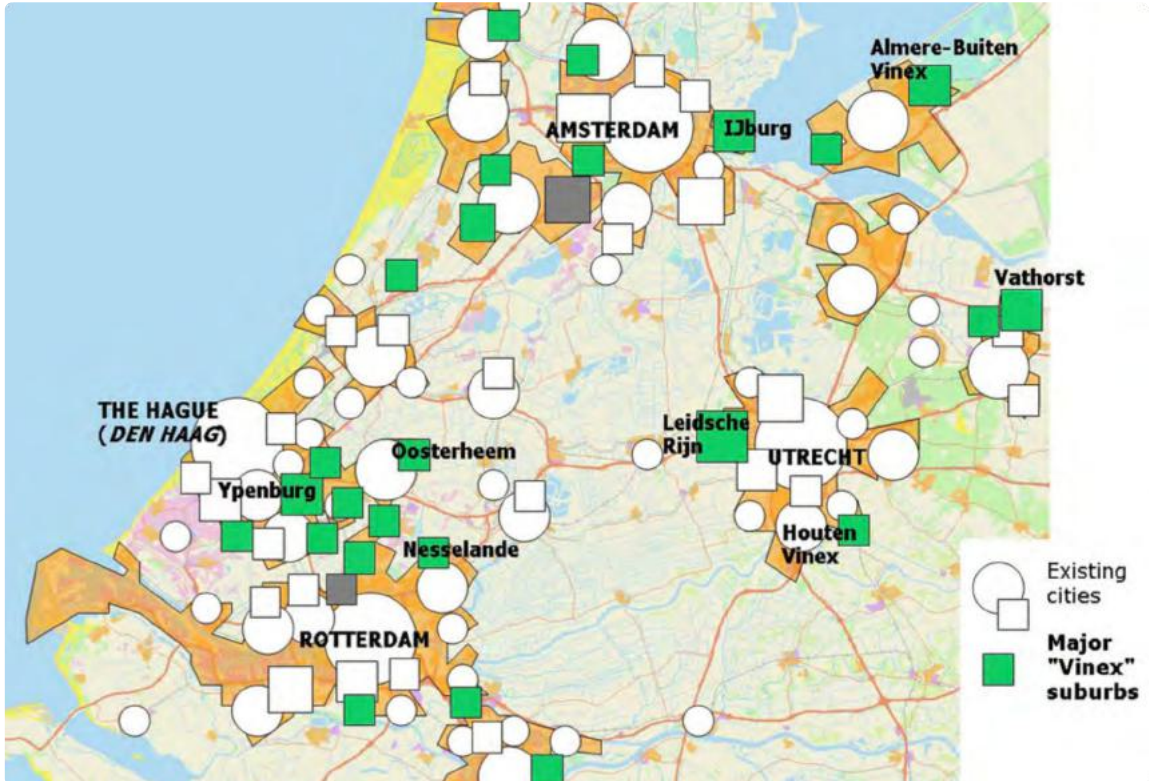 Almere-Buiten
Vinex
AMSTERDAM
IJburg
Vathorst
THE HAGUE
(DEN HAAG)
Leidsche
Rijn
Oosterheem
UTRECHT
Ypenburg
Houten
Vinex
Nesselande
ROTTERDAM
Existing
cities
Major
"Vinex"
suburbs